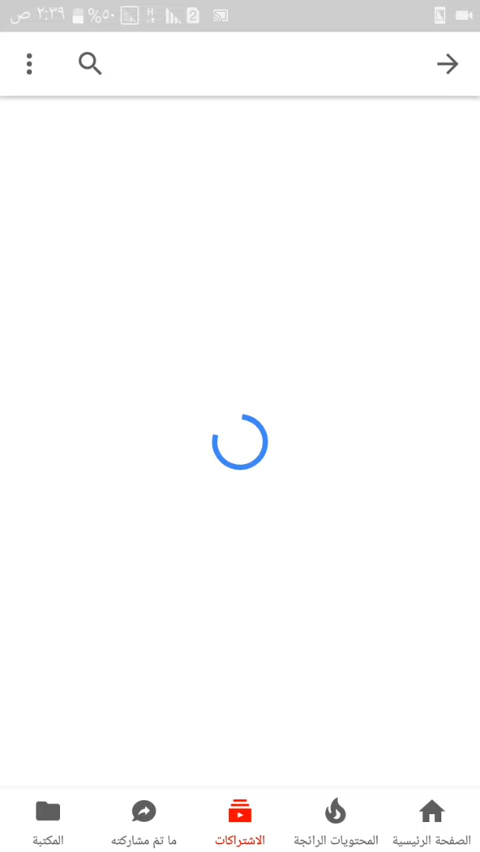 ٢:٣٩ ص ٥٠%
الصفحة الرئيسية
المحتويات الرائجة
الاشتراكات
ما تمّ مشاركته
المكتبة